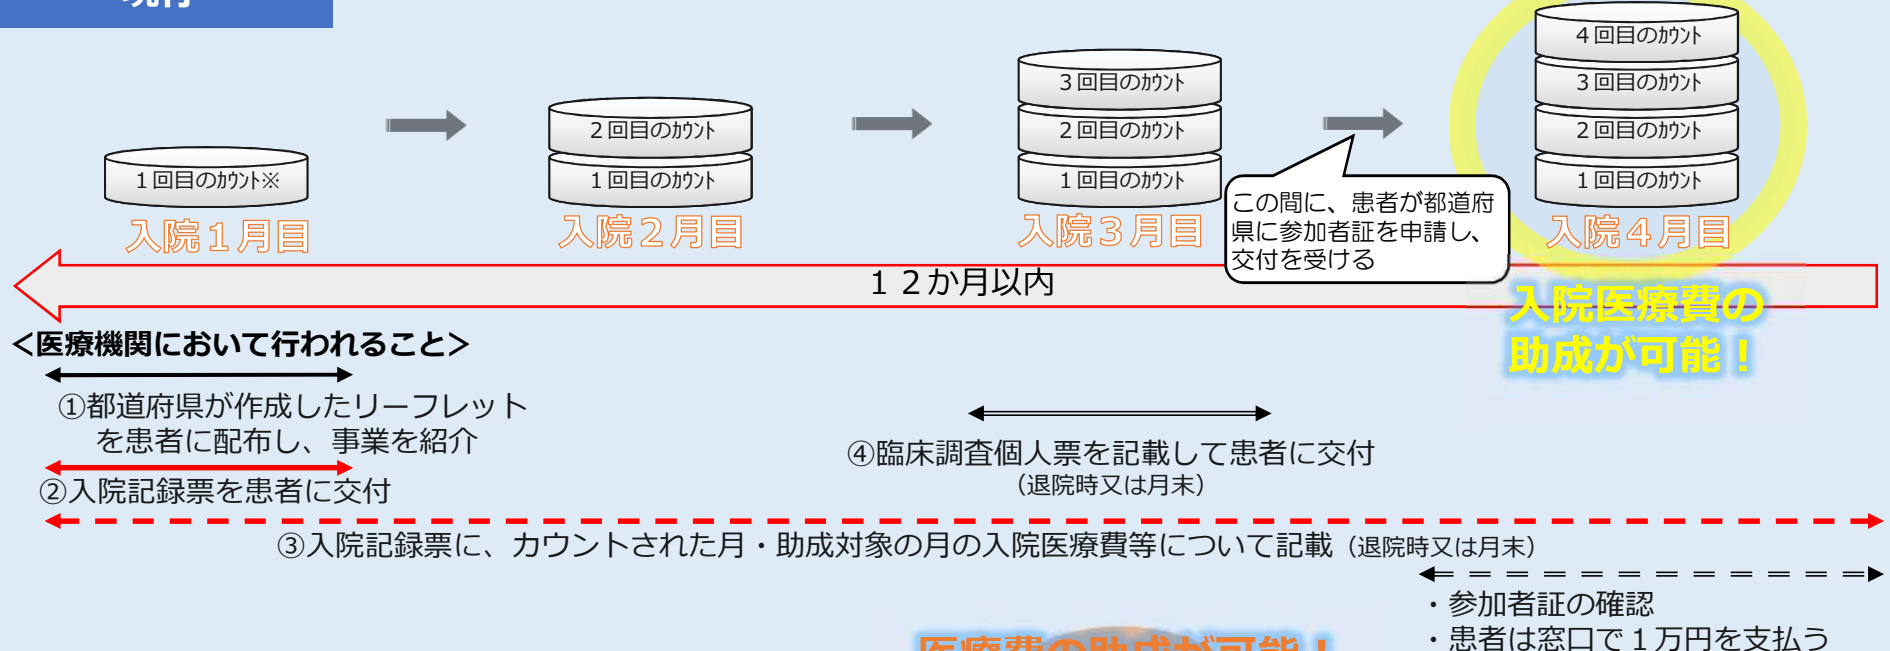 現行
4回目のｶｳﾝﾄ
3回目のｶｳﾝﾄ
3回目のｶｳﾝﾄ
2回目のｶｳﾝﾄ
2回目のｶｳﾝﾄ
2回目のｶｳﾝﾄ
1回目のｶｳﾝﾄ※
1回目のｶｳﾝﾄ
1回目のｶｳﾝﾄ
1回目のｶｳﾝﾄ
入院１月目
入院２月目
入院３月目
入院４月目
この間に、患者が都道府
県に参加者証を申請し、
交付を受ける
１２か月以内
入院医療費の
助成が可能！
＜医療機関において行われること＞
①都道府県が作成したリーフレット
を患者に配布し、事業を紹介
②入院記録票を患者に交付
④臨床調査個人票を記載して患者に交付
（退院時又は月末）
③入院記録票に、カウントされた月・助成対象の月の入院医療費等について記載（退院時又は月末）
・参加者証の確認
・患者は窓口で１万円を支払う
医療費の助成が可能！